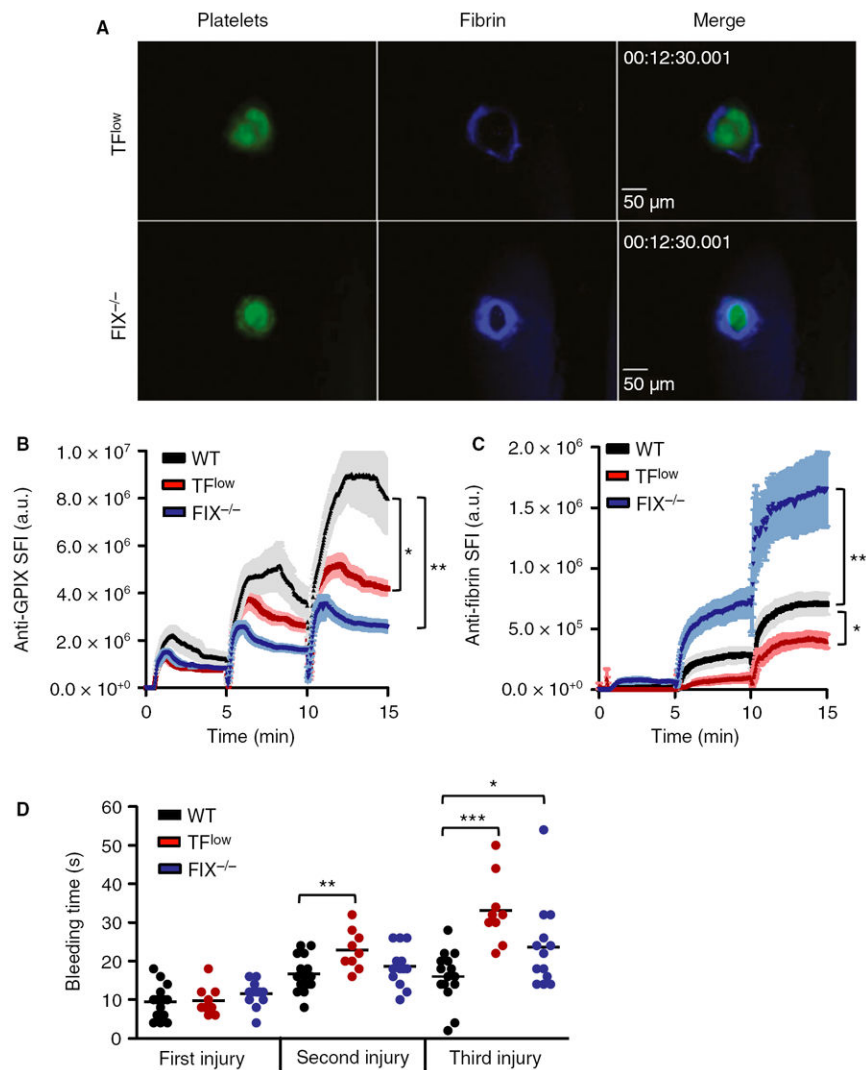 A
Platelets Fibrin Merge
TF^low
00:12:30.001
50 µm
FIX^−/−
00:12:30.001
50 µm
B
WT
TF^low
FIX^−/−
Anti-GPIX SFI (a.u.)
1.0 × 10^7
8.0 × 10^6
6.0 × 10^6
4.0 × 10^6
2.0 × 10^6
0.0 × 10^+0
0 5 10 15
Time (min)
*
**
C
WT
TF^low
FIX^−/−
Anti-fibrin SFI (a.u.)
2.0 × 10^6
1.5 × 10^6
1.0 × 10^6
5.0 × 10^5
0.0 × 10^+0
0 5 10 15
Time (min)
**
*
D
WT
TF^low
FIX^−/−
Bleeding time (s)
60
50
40
30
20
10
0
**
***
*
First injury Second injury Third injury